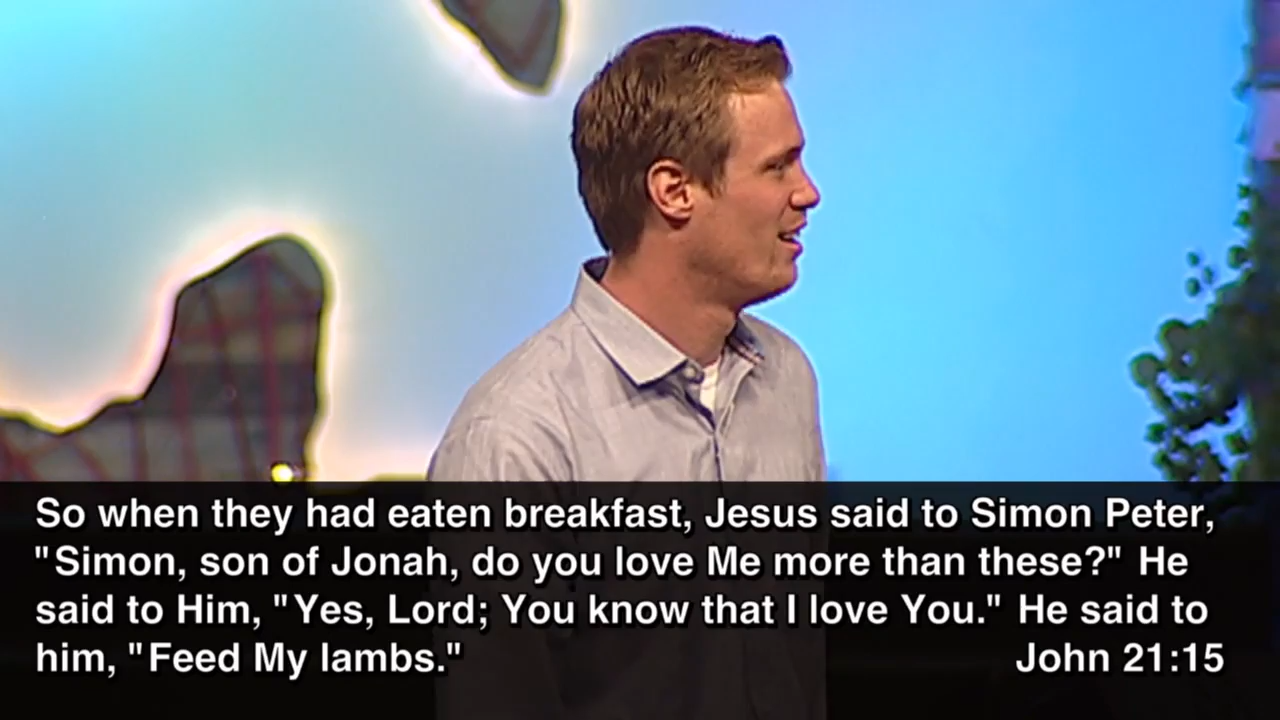 So when they had eaten breakfast, Jesus said to Simon Peter,
"Simon, son of Jonah, do you love Me more than these?" He
said to Him, "Yes, Lord; You know that I love You." He said to
him, "Feed My lambs." John 21:15